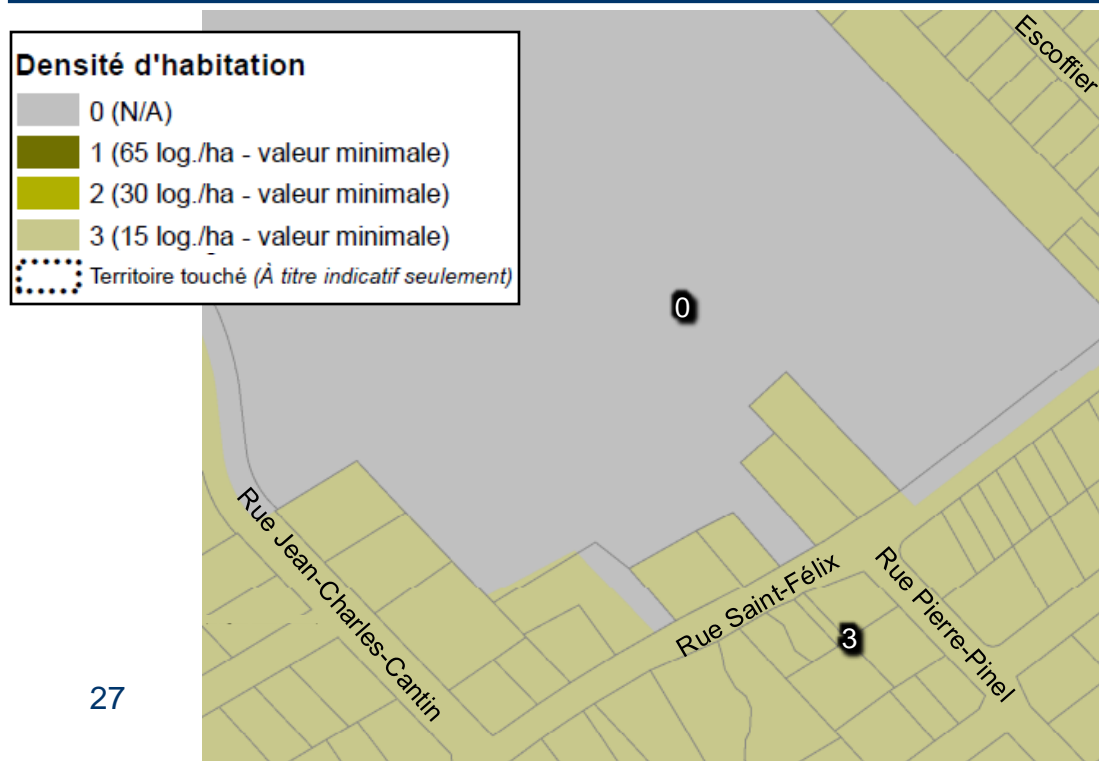 Densité d'habitation
0 (N/A)
1 (65 log./ha - valeur minimale)
2 (30 log./ha - valeur minimale)
3 (15 log./ha - valeur minimale)
Territoire touché (À titre indicatif seulement)
Escoffier
0
Rue Jean-Charles-Cantin
Rue Saint-Félix
Rue Pierre-Pinel
3
27